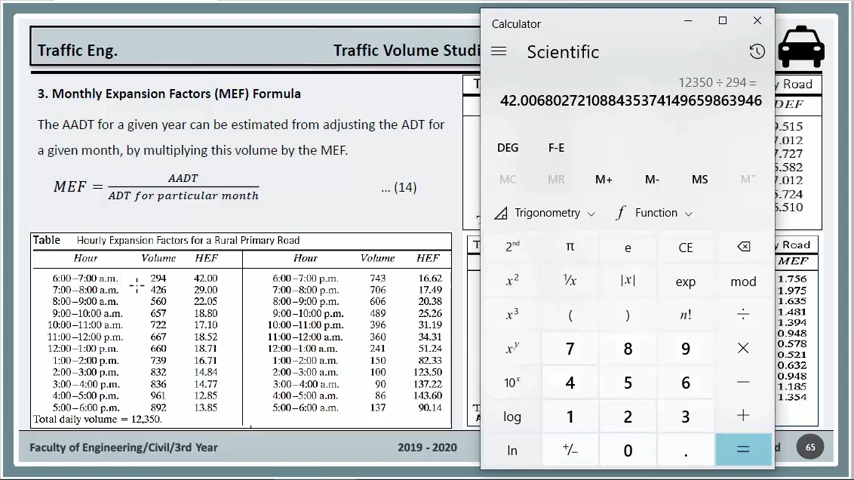 Traffic Eng.
Traffic Volume Studi
3. Monthly Expansion Factors (MEF) Formula
The AADT for a given year can be estimated from adjusting the ADT for
a given month, by multiplying this volume by the MEF.
MEF = AADT
ADT for particular month
... (14)
Table Hourly Expansion Factors for a Rural Primary Road
Hour Volume HEF Hour Volume HEF
6:00–7:00 a.m. 294 42.00 6:00–7:00 p.m. 743 16.62
7:00–8:00 a.m. 426 29.00 7:00–8:00 p.m. 706 17.49
8:00–9:00 a.m. 560 22.05 8:00–9:00 p.m. 606 20.38
9:00–10:00 a.m. 657 18.80 9:00–10:00 p.m. 489 25.26
10:00–11:00 a.m. 722 17.10 10:00–11:00 p.m. 396 31.19
11:00–12:00 p.m. 667 18.52 11:00–12:00 a.m. 360 34.31
12:00–1:00 p.m. 660 18.71 12:00–1:00 a.m. 241 51.24
1:00–2:00 p.m. 739 16.71 1:00–2:00 a.m. 150 82.33
2:00–3:00 p.m. 832 14.84 2:00–3:00 a.m. 100 123.50
3:00–4:00 p.m. 836 14.77 3:00–4:00 a.m. 90 137.22
4:00–5:00 p.m. 961 12.85 4:00–5:00 a.m. 86 143.60
5:00–6:00 p.m. 892 13.85 5:00–6:00 a.m. 137 90.14
Total daily volume = 12,350.
Faculty of Engineering/Civil/3rd Year
2019 - 2020
65
Calculator
Scientific
12350 ÷ 294 =
42.006802721088435374149659863946
DEG F-E
MC MR M+ M- MS M˅
Trigonometry Function
2nd π e CE
x² ¹/x |x| exp mod
x³ ( ) n! ÷
xʸ 7 8 9 ×
10ˣ 4 5 6 −
log 1 2 3 +
ln +/− 0 . =
y Road
DEF
9.515
7.012
7.727
6.582
7.012
5.724
6.510
y Road
MEF
1.756
1.975
1.635
1.481
1.394
0.948
0.578
0.521
0.632
0.948
1.185
1.354